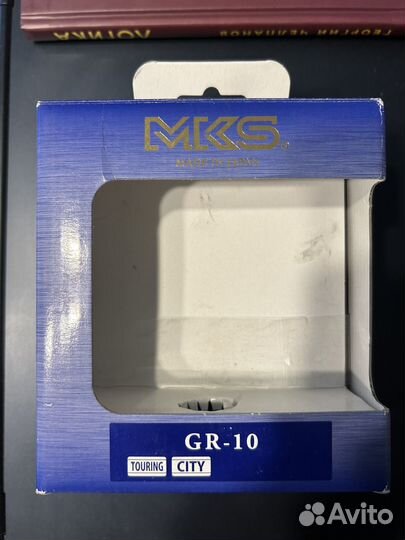 ГЕОРГИЙ ЧЕЛПАНОВ
ЛОГИКА
MKS
MADE IN JAPAN
GR-10
TOURING
CITY
Avito